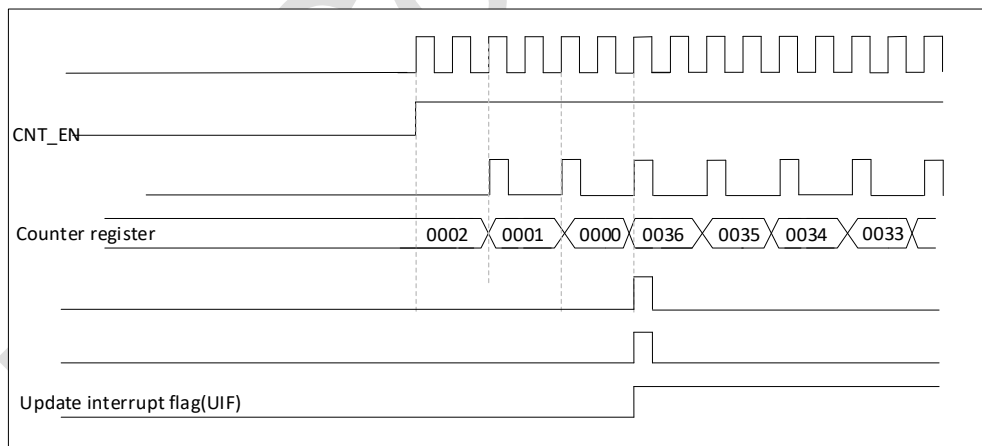 CNT_EN
Counter register 0002 0001 0000 0036 0035 0034 0033
Update interrupt flag(UIF)